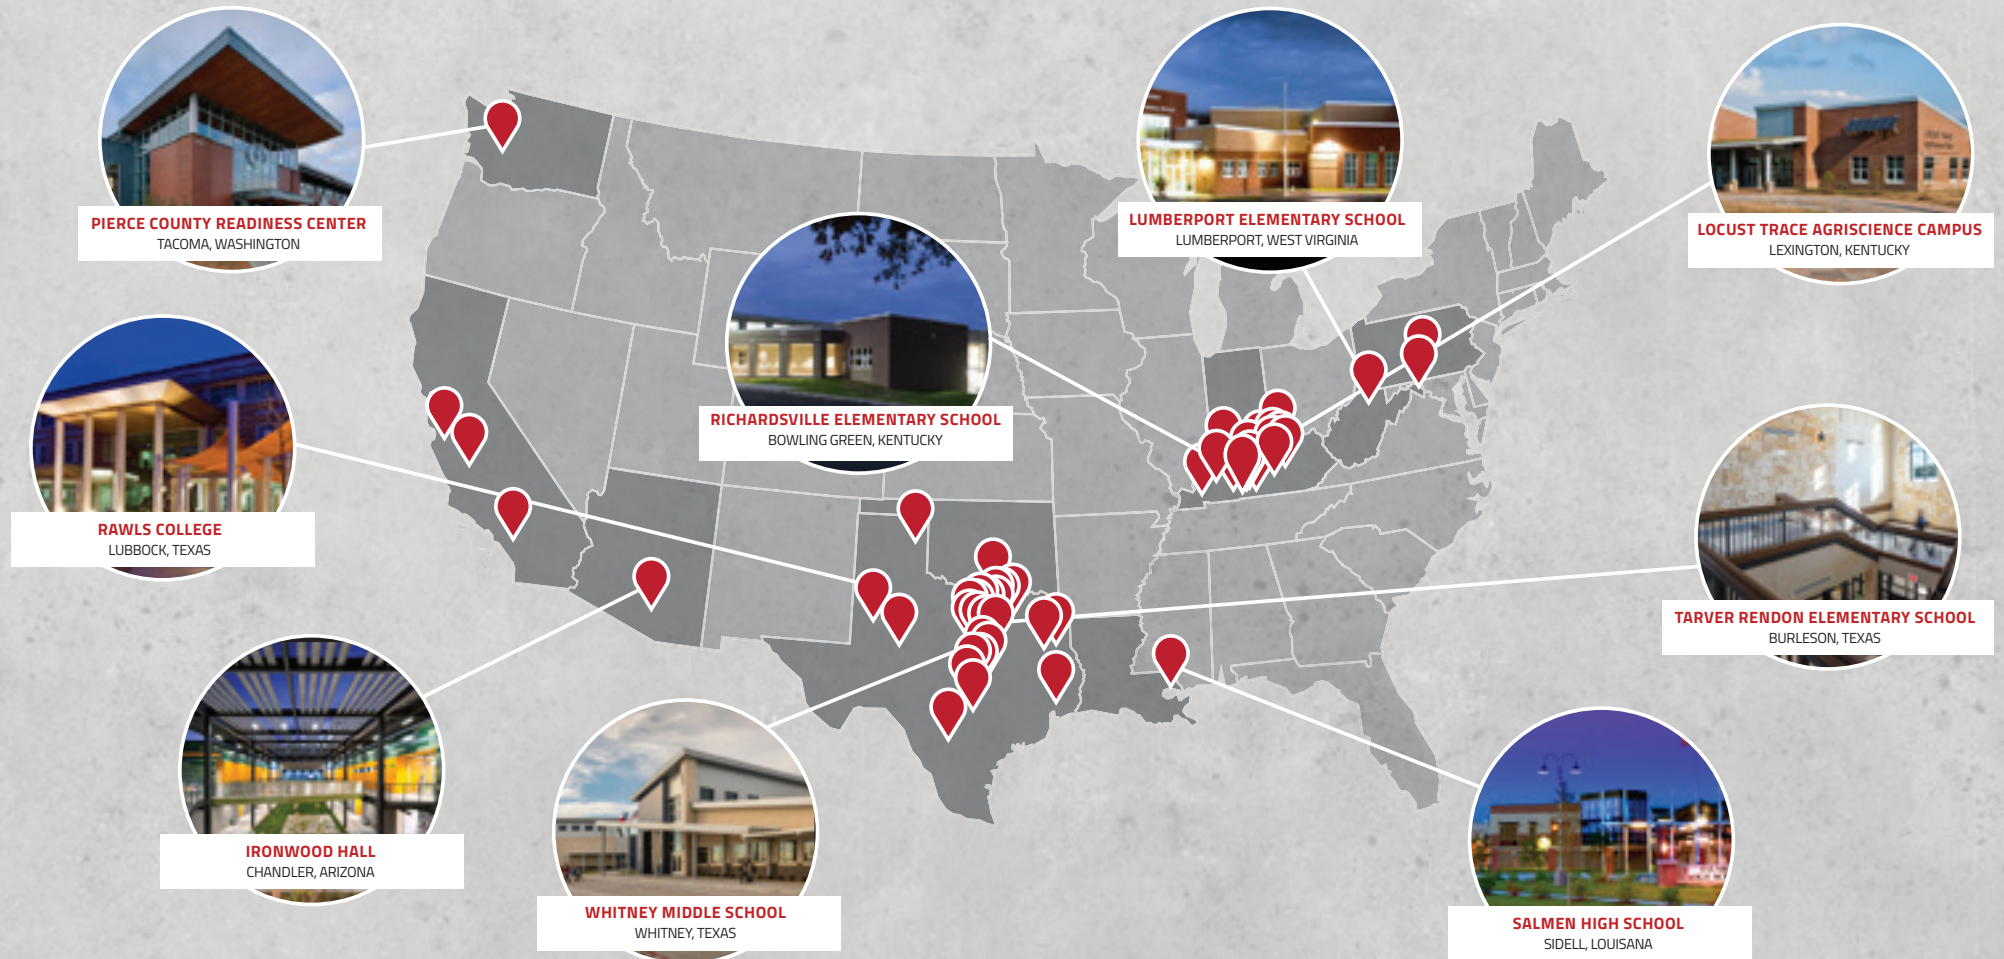 PIERCE COUNTY READINESS CENTER
TACOMA, WASHINGTON
LUMBERPORT ELEMENTARY SCHOOL
LUMBERPORT, WEST VIRGINIA
LOCUST TRACE AGRISCIENCE CAMPUS
LEXINGTON, KENTUCKY
RICHARDSVILLE ELEMENTARY SCHOOL
BOWLING GREEN, KENTUCKY
RAWLS COLLEGE
LUBBOCK, TEXAS
TARVER RENDON ELEMENTARY SCHOOL
BURLESON, TEXAS
IRONWOOD HALL
CHANDLER, ARIZONA
WHITNEY MIDDLE SCHOOL
WHITNEY, TEXAS
SALMEN HIGH SCHOOL
SIDELL, LOUISANA